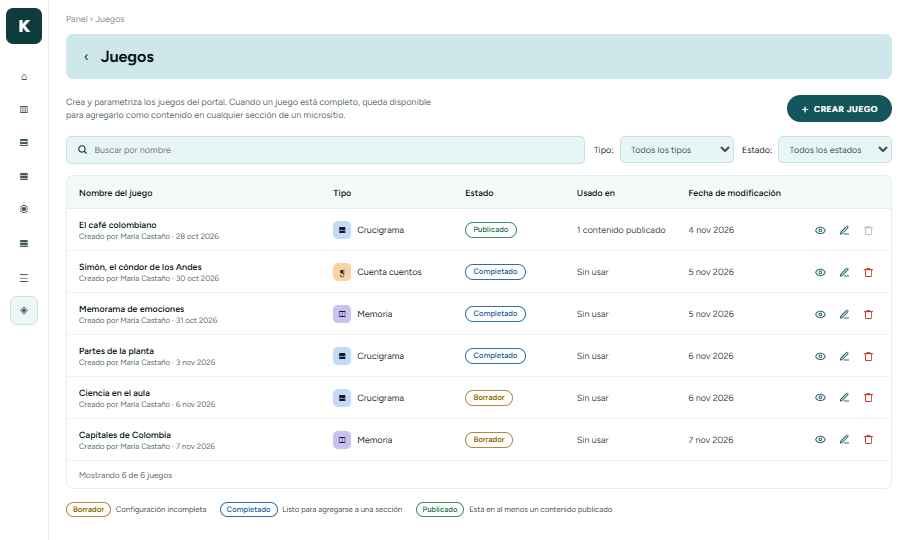 K
Panel › Juegos
‹ Juegos
Crea y parametriza los juegos del portal. Cuando un juego está completo, queda disponible
para agregarlo como contenido en cualquier sección de un micrositio.
+ CREAR JUEGO
Buscar por nombre
Tipo: Todos los tipos
Estado: Todos los estados
Nombre del juego Tipo Estado Usado en Fecha de modificación
El café colombiano
Creado por María Castaño · 28 oct 2026
Crucigrama Publicado 1 contenido publicado 4 nov 2026
Simón, el cóndor de los Andes
Creado por María Castaño · 30 oct 2026
Cuenta cuentos Completado Sin usar 5 nov 2026
Memorama de emociones
Creado por María Castaño · 31 oct 2026
Memoria Completado Sin usar 5 nov 2026
Partes de la planta
Creado por María Castaño · 3 nov 2026
Crucigrama Completado Sin usar 6 nov 2026
Ciencia en el aula
Creado por María Castaño · 6 nov 2026
Crucigrama Borrador Sin usar 6 nov 2026
Capitales de Colombia
Creado por María Castaño · 7 nov 2026
Memoria Borrador Sin usar 7 nov 2026
Mostrando 6 de 6 juegos
Borrador Configuración incompleta Completado Listo para agregarse a una sección Publicado Está en al menos un contenido publicado